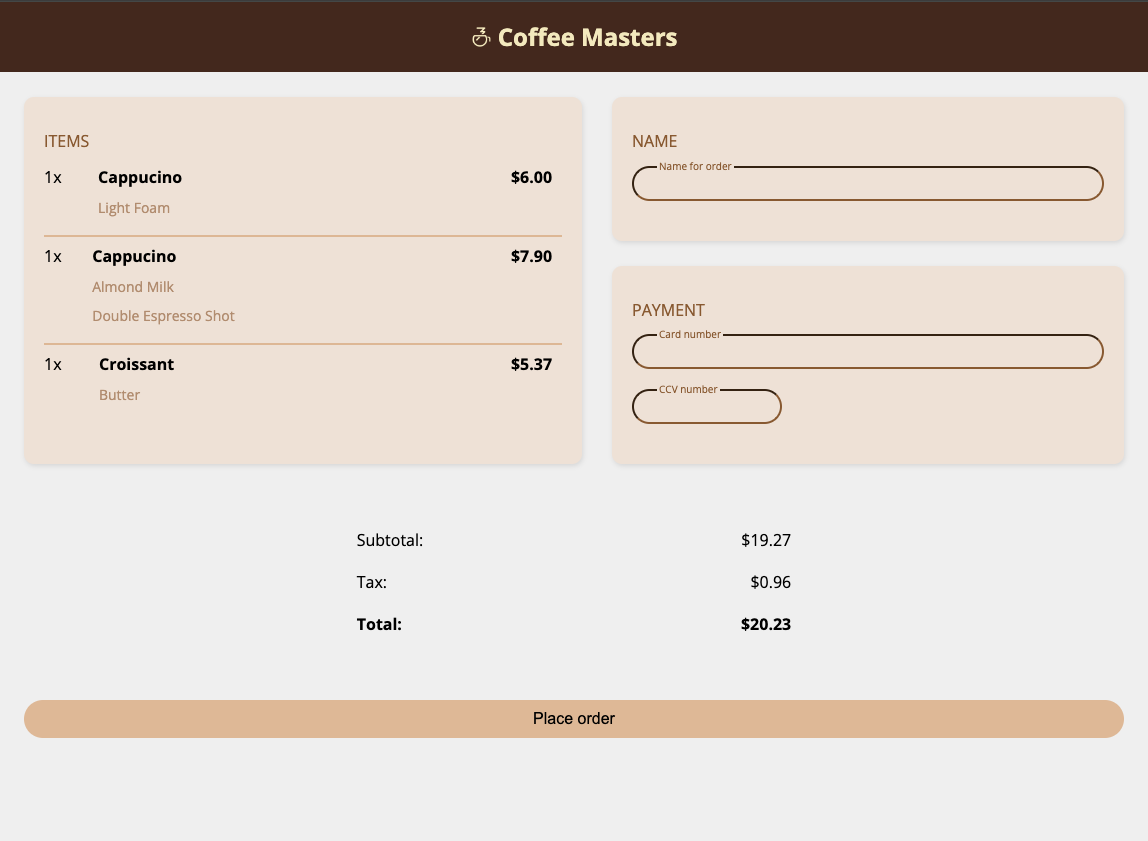 Coffee Masters
ITEMS
1x Cappucino $6.00
Light Foam
1x Cappucino $7.90
Almond Milk
Double Espresso Shot
1x Croissant $5.37
Butter
NAME
Name for order
PAYMENT
Card number
CCV number
Subtotal: $19.27
Tax: $0.96
Total: $20.23
Place order